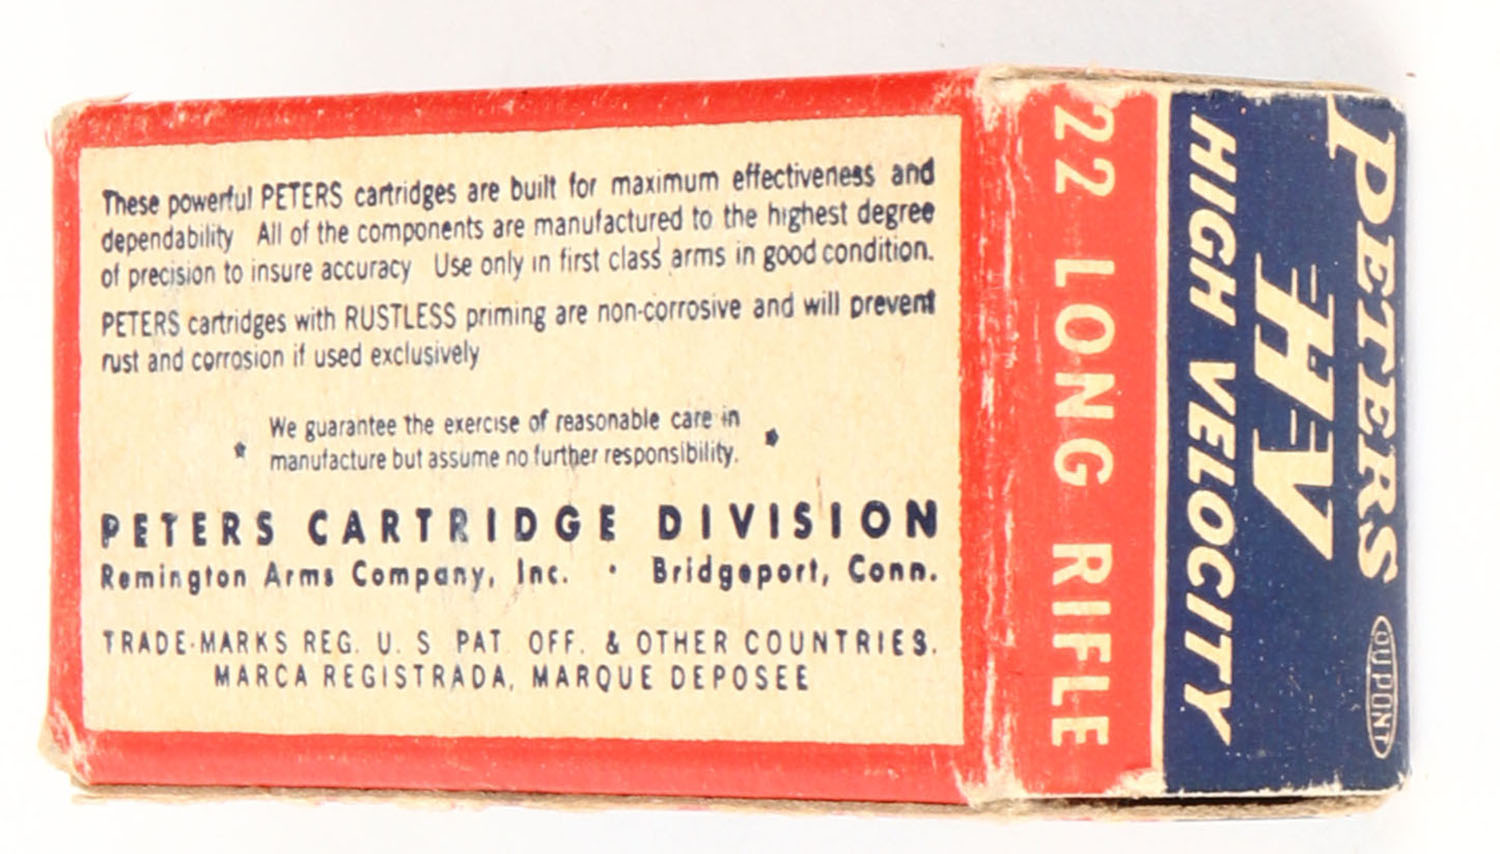 These powerful PETERS cartridges are built for maximum effectiveness and
dependability All of the components are manufactured to the highest degree
of precision to insure accuracy Use only in first class arms in good condition.
PETERS cartridges with RUSTLESS priming are non-corrosive and will prevent
rust and corrosion if used exclusively
We guarantee the exercise of reasonable care in
manufacture but assume no further responsibility.
PETERS CARTRIDGE DIVISION
Remington Arms Company, Inc. · Bridgeport, Conn.
TRADE-MARKS REG. U. S PAT OFF. & OTHER COUNTRIES.
MARCA REGISTRADA, MARQUE DEPOSEE
PETERS
HV
HIGH VELOCITY
22 LONG RIFLE
DUPONT